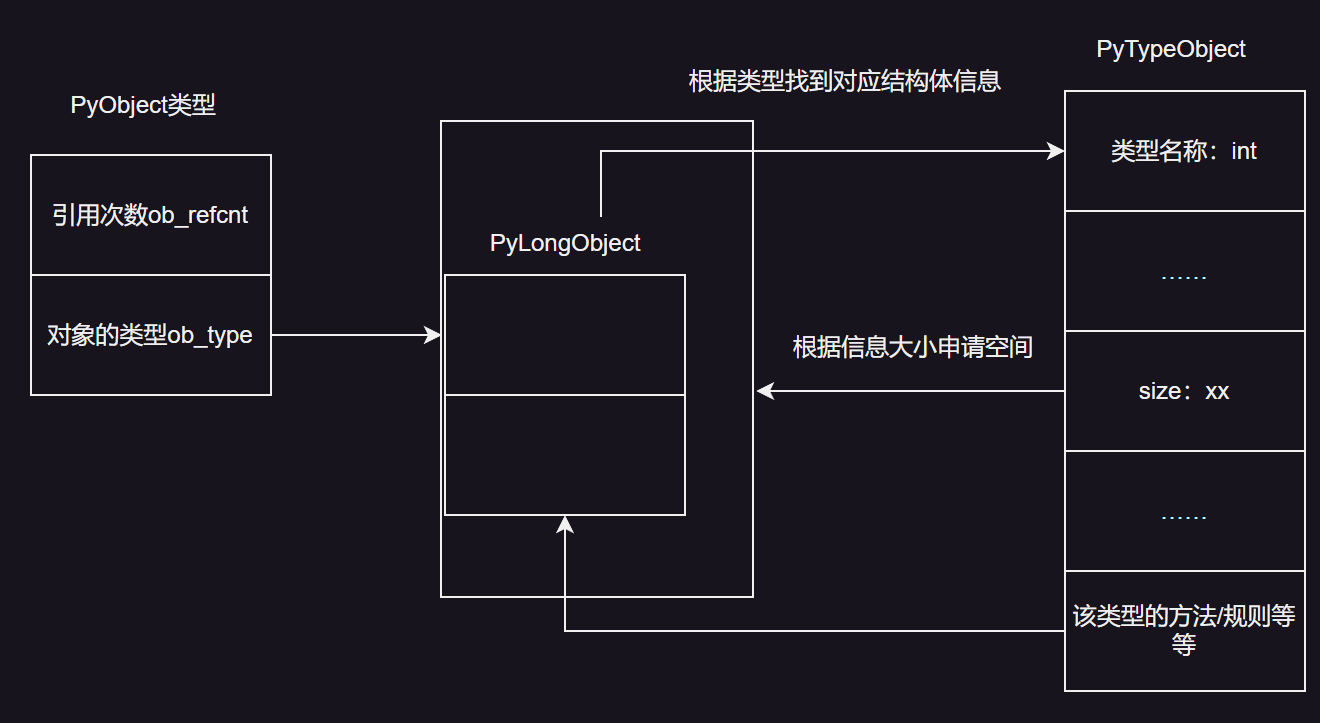 PyTypeObject
根据类型找到对应结构体信息
PyObject类型
类型名称：int
引用次数ob_refcnt
PyLongObject
……
对象的类型ob_type
根据信息大小申请空间
size：xx
……
该类型的方法/规则等
等